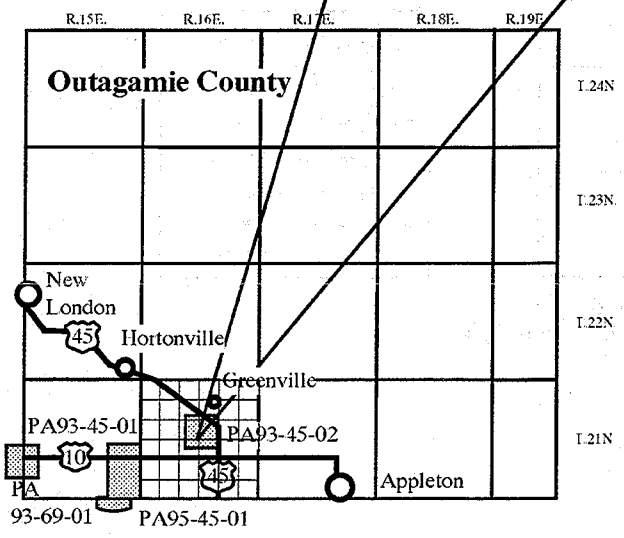 R.15E. R.16E. R.17E. R.18E. R.19E.
Outagamie County
T.24N
T.23N
New
London
T.22N
45
Hortonville
Greenville
PA93-45-01
PA93-45-02
T.21N
10
45
Appleton
PA
93-69-01
PA95-45-01